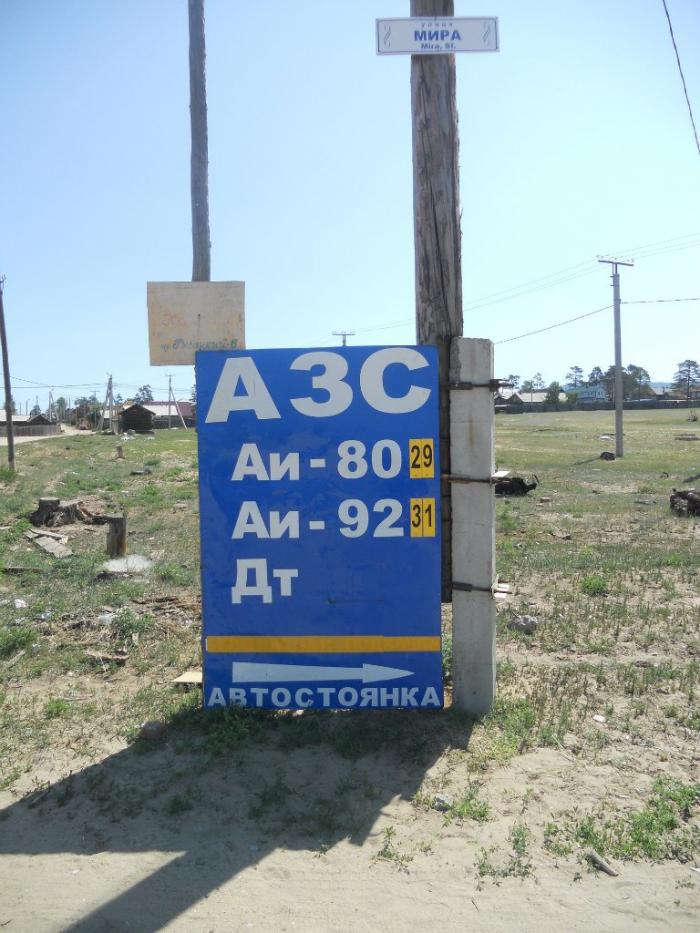 улица
МИРА
Mira, St.
АЗС
Аи-80 29
Аи-92 31
Дт
АВТОСТОЯНКА